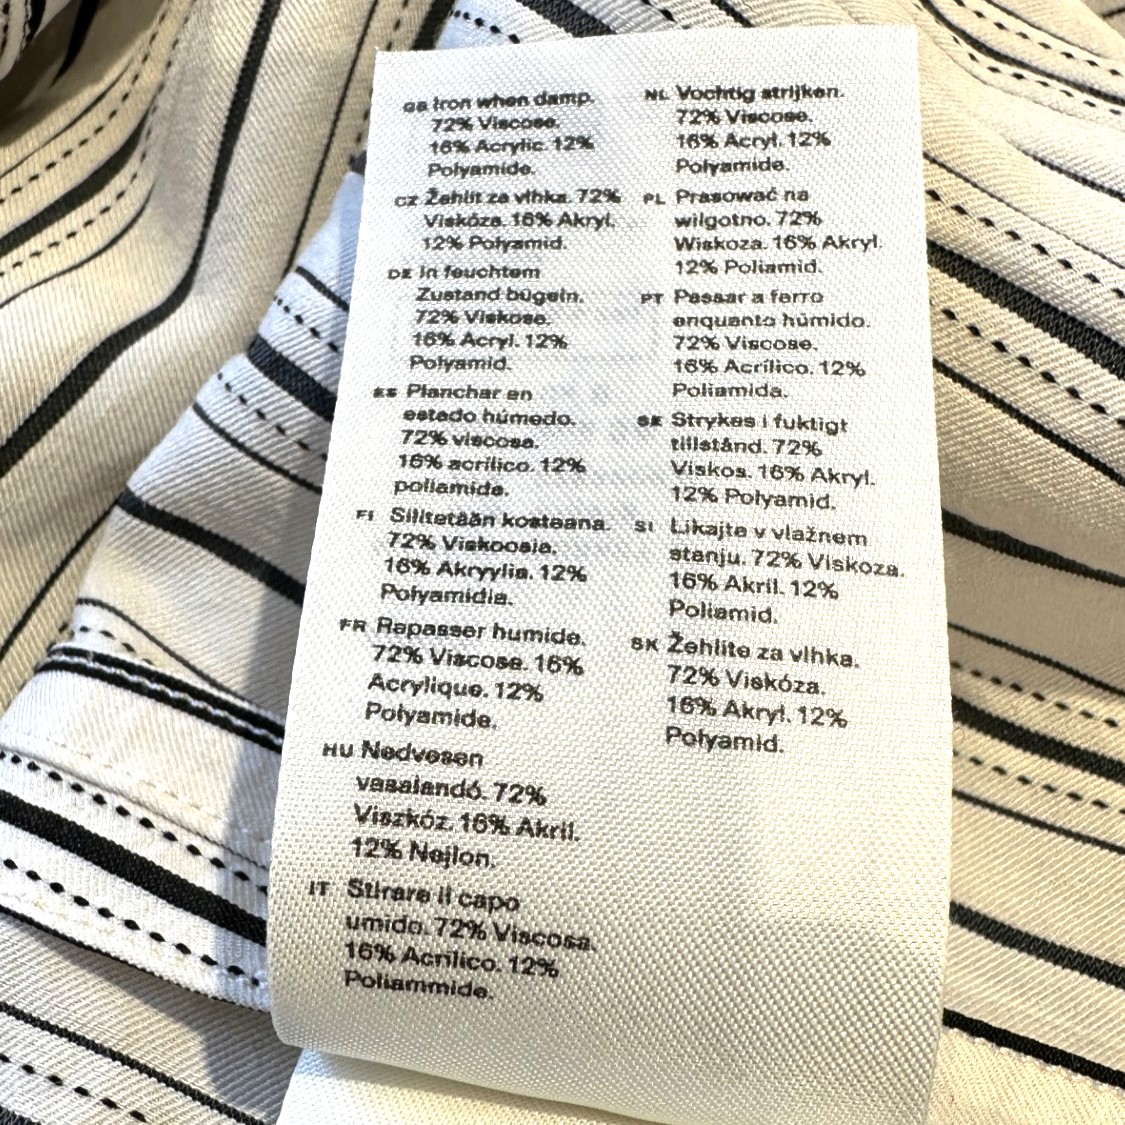 GB Iron when damp.
72% Viscose.
16% Acrylic. 12%
Polyamide.
CZ Žehlit za vlhka. 72%
Viskóza. 16% Akryl.
12% Polyamid.
DE In feuchtem
Zustand bügeln.
72% Viskose.
16% Acryl. 12%
Polyamid.
ES Planchar en
estado húmedo.
72% viscosa.
16% acrílico. 12%
poliamida.
FI Silitetään kosteana.
72% Viskoosia.
16% Akryylia. 12%
Polyamidia.
FR Repasser humide.
72% Viscose. 16%
Acrylique. 12%
Polyamide.
HU Nedvesen
vasalandó. 72%
Viszkóz. 16% Akril.
12% Nejlon.
IT Stirare il capo
umido. 72% Viscosa.
16% Acrilico. 12%
Poliammide.
NL Vochtig strijken.
72% Viscose.
16% Acryl. 12%
Polyamide.
PL Prasować na
wilgotno. 72%
Wiskoza. 16% Akryl.
12% Poliamid.
PT Passar a ferro
enquanto húmido.
72% Viscose.
16% Acrílico. 12%
Poliamida.
SE Strykes i fuktigt
tillstånd. 72%
Viskos. 16% Akryl.
12% Polyamid.
SI Likajte v vlažnem
stanju. 72% Viskoza.
16% Akril. 12%
Poliamid.
SK Žehlite za vlhka.
72% Viskóza.
16% Akryl. 12%
Polyamid.